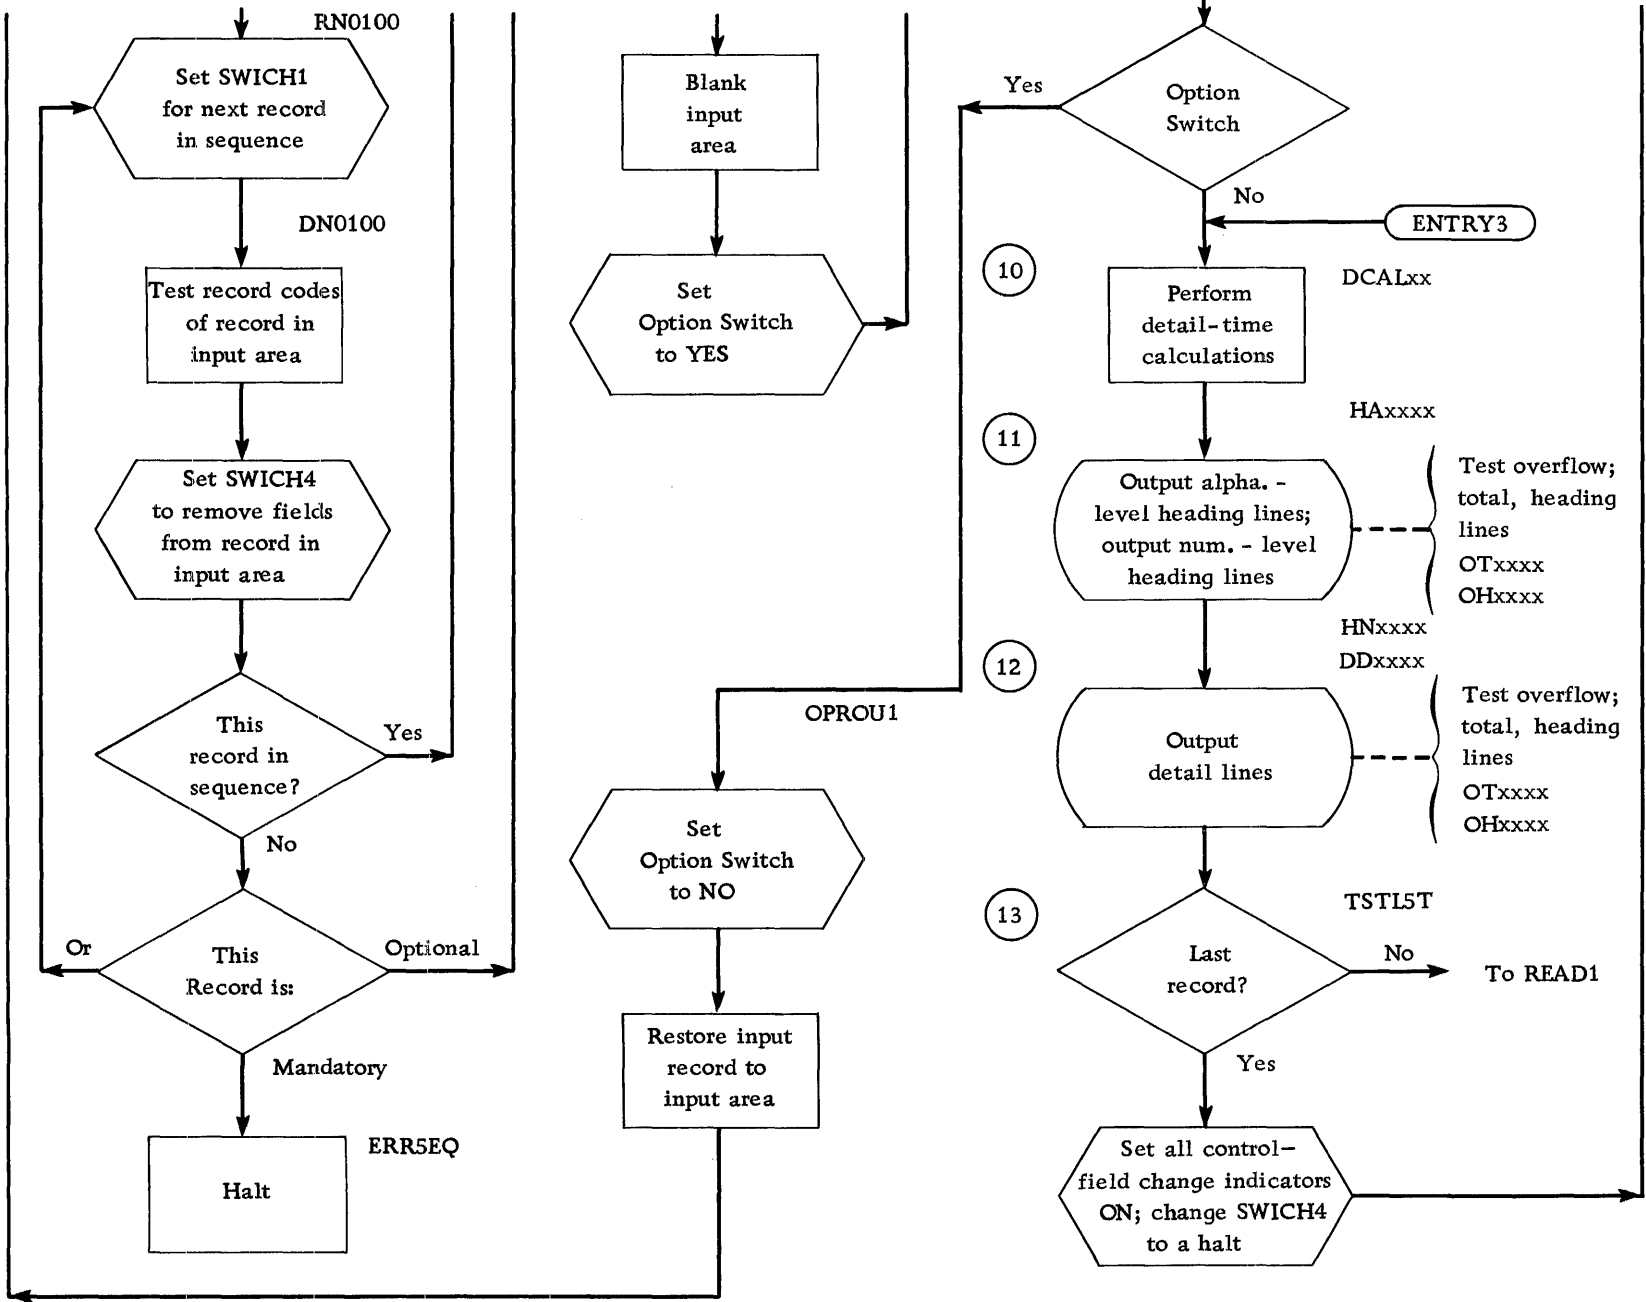 RN0100
Set SWICH1
for next record
in sequence
DN0100
Test record codes
of record in
input area
Set SWICH4
to remove fields
from record in
input area
This
record in
sequence?
Yes
No
This
Record is:
Or
Optional
Mandatory
ERR5EQ
Halt
Blank
input
area
Set
Option Switch
to YES
OPROU1
Set
Option Switch
to NO
Restore input
record to
input area
Option
Switch
Yes
No
ENTRY3
10
DCALxx
Perform
detail-time
calculations
HAxxxx
11
Output alpha. -
level heading lines;
output num. - level
heading lines
Test overflow;
total, heading
lines
OTxxxx
OHxxxx
HNxxxx
DDxxxx
12
Output
detail lines
Test overflow;
total, heading
lines
OTxxxx
OHxxxx
13
TSTL5T
Last
record?
No
To READ1
Yes
Set all control-
field change indicators
ON; change SWICH4
to a halt